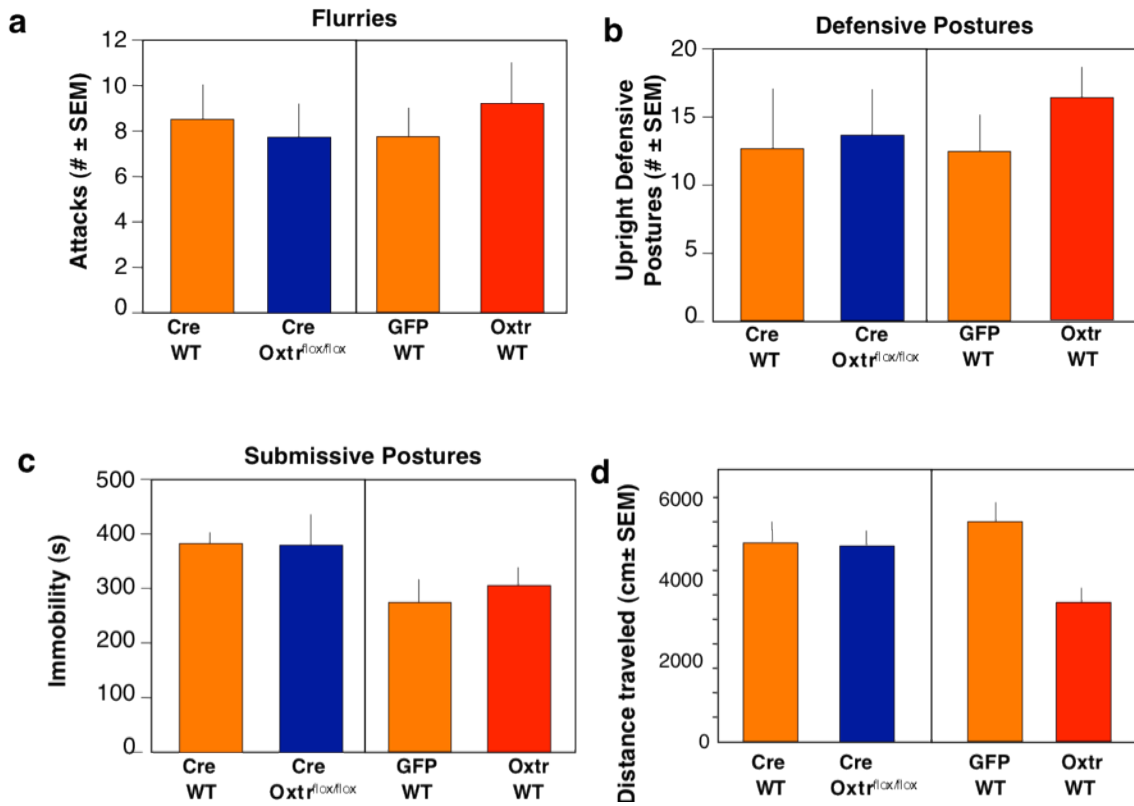 a
Flurries
Attacks (# ± SEM)
12
10
8
6
4
2
0
Cre Cre GFP Oxtr
WT Oxtrflox/flox WT WT
b
Defensive Postures
Upright Defensive
Postures (# ± SEM)
20
15
10
5
0
Cre Cre GFP Oxtr
WT Oxtrflox/flox WT WT
c
Submissive Postures
Immobility (s)
500
400
300
200
100
0
Cre Cre GFP Oxtr
WT Oxtrflox/flox WT WT
d
Distance traveled (cm± SEM)
6000
4000
2000
0
Cre Cre GFP Oxtr
WT Oxtrflox/flox WT WT